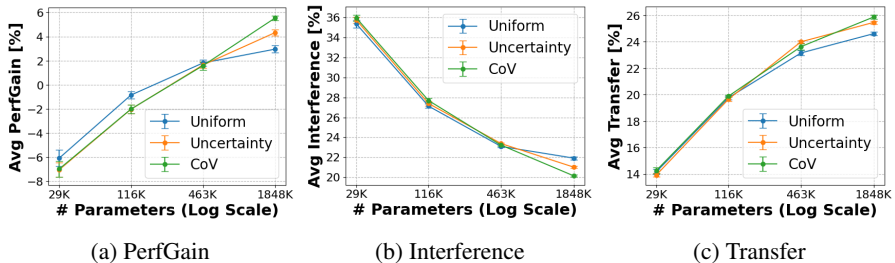 Avg PerfGain [%]
6
4
2
0
−2
−4
−6
−8
Uniform
Uncertainty
CoV
29K 116K 463K 1848K
# Parameters (Log Scale)
(a) PerfGain
Avg Interference [%]
36
34
32
30
28
26
24
22
20
Uniform
Uncertainty
CoV
29K 116K 463K 1848K
# Parameters (Log Scale)
(b) Interference
Avg Transfer [%]
26
24
22
20
18
16
14
Uniform
Uncertainty
CoV
29K 116K 463K 1848K
# Parameters (Log Scale)
(c) Transfer